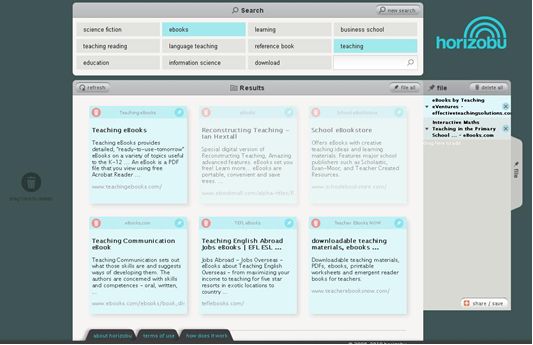 Search
new search
science fiction
ebooks
learning
business school
teaching reading
language teaching
reference book
teaching
education
information science
download
horizobu
refresh
Results
file all
file
delete all
Teaching eBooks
Teaching eBooks
Teaching eBooks provides
detailed, "ready-to-use-tomorrow"
eBooks on a variety of topics useful
to the K-12 ... An eBook is a PDF
file that you view using free
Acrobat Reader ...
www.teachingebooks.com/
ebooks
Reconstructing Teaching -
Ian Hextall
Special digital version of
Reconstructing Teaching, Amazing
advanced features. eBooks set you
free! Learn more... eBooks are
portable, convenient and save
trees. ...
School eBookstore
School eBookstore
Offers eBooks with creative
teaching ideas and learning
materials. Features major school
publishers such as Scholastic,
Evan-Moor, and Teacher Created
Resources.
www.schoolebookstore.com/
eBooks by Teaching
eVentures -
effectiveteachingsolutions.com
Interactive Maths
Teaching in the Primary
School ... - eBooks.com
file
eBooks.com
Teaching Communication
eBook
Teaching Communication sets out
what those skills are and suggests
ways of developing them. The
authors are concerned with skills
and competences - oral, written,
...
www.ebooks.com/ebooks/book_dis
TEFL eBooks
Teaching English Abroad
Jobs eBooks | EFL ESL ...
Jobs Abroad - Jobs Overseas -
eBooks about Teaching English
Overseas - from maximizing your
income to teaching for five star
resorts in exotic locations to
country ...
teflebooks.com/
Teacher Ebooks NOW
downloadable teaching
materials, ebooks ...
Downloadable teaching materials,
PDFs, ebooks, printable
worksheets and emergent reader
books for teachers.
www.teacherebooksnow.com/
share / save
about horizobu
terms of use
how does it work